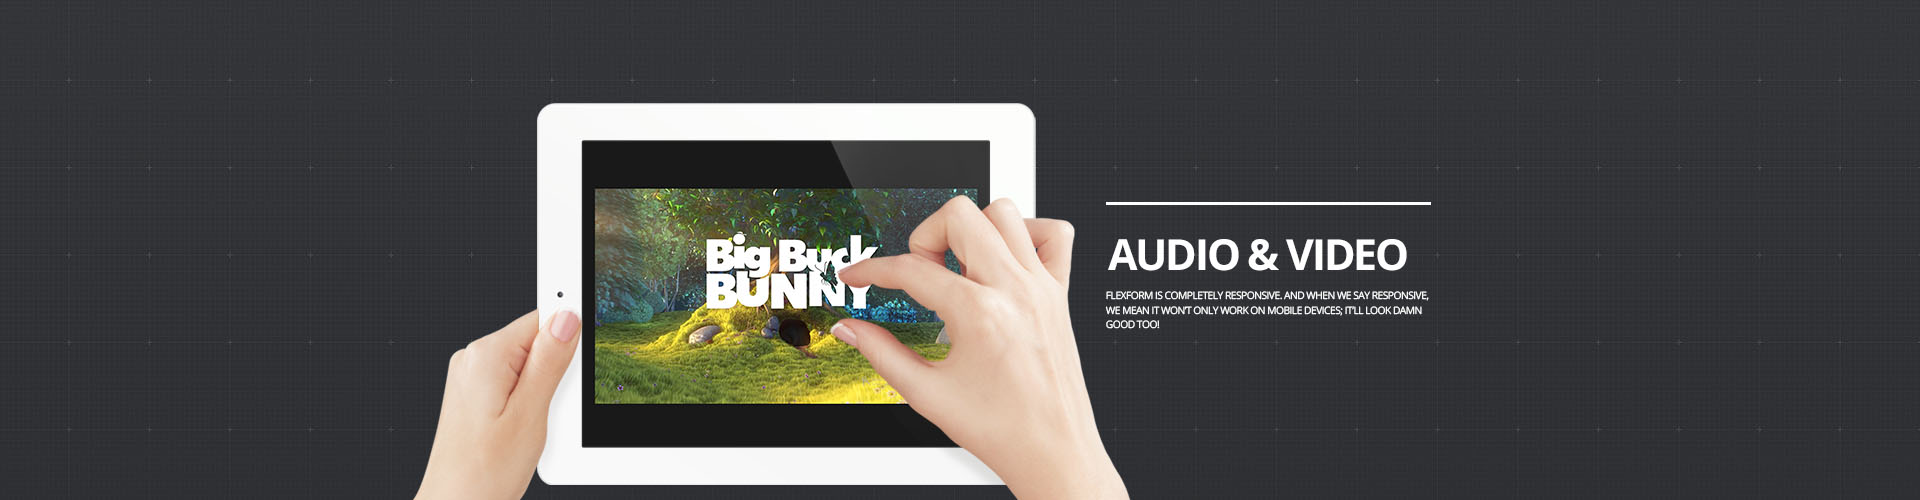 Big Buck
BUNNY
AUDIO & VIDEO
FLEXFORM IS COMPLETELY RESPONSIVE. AND WHEN WE SAY RESPONSIVE,
WE MEAN IT WON'T ONLY WORK ON MOBILE DEVICES; IT'LL LOOK DAMN
GOOD TOO!